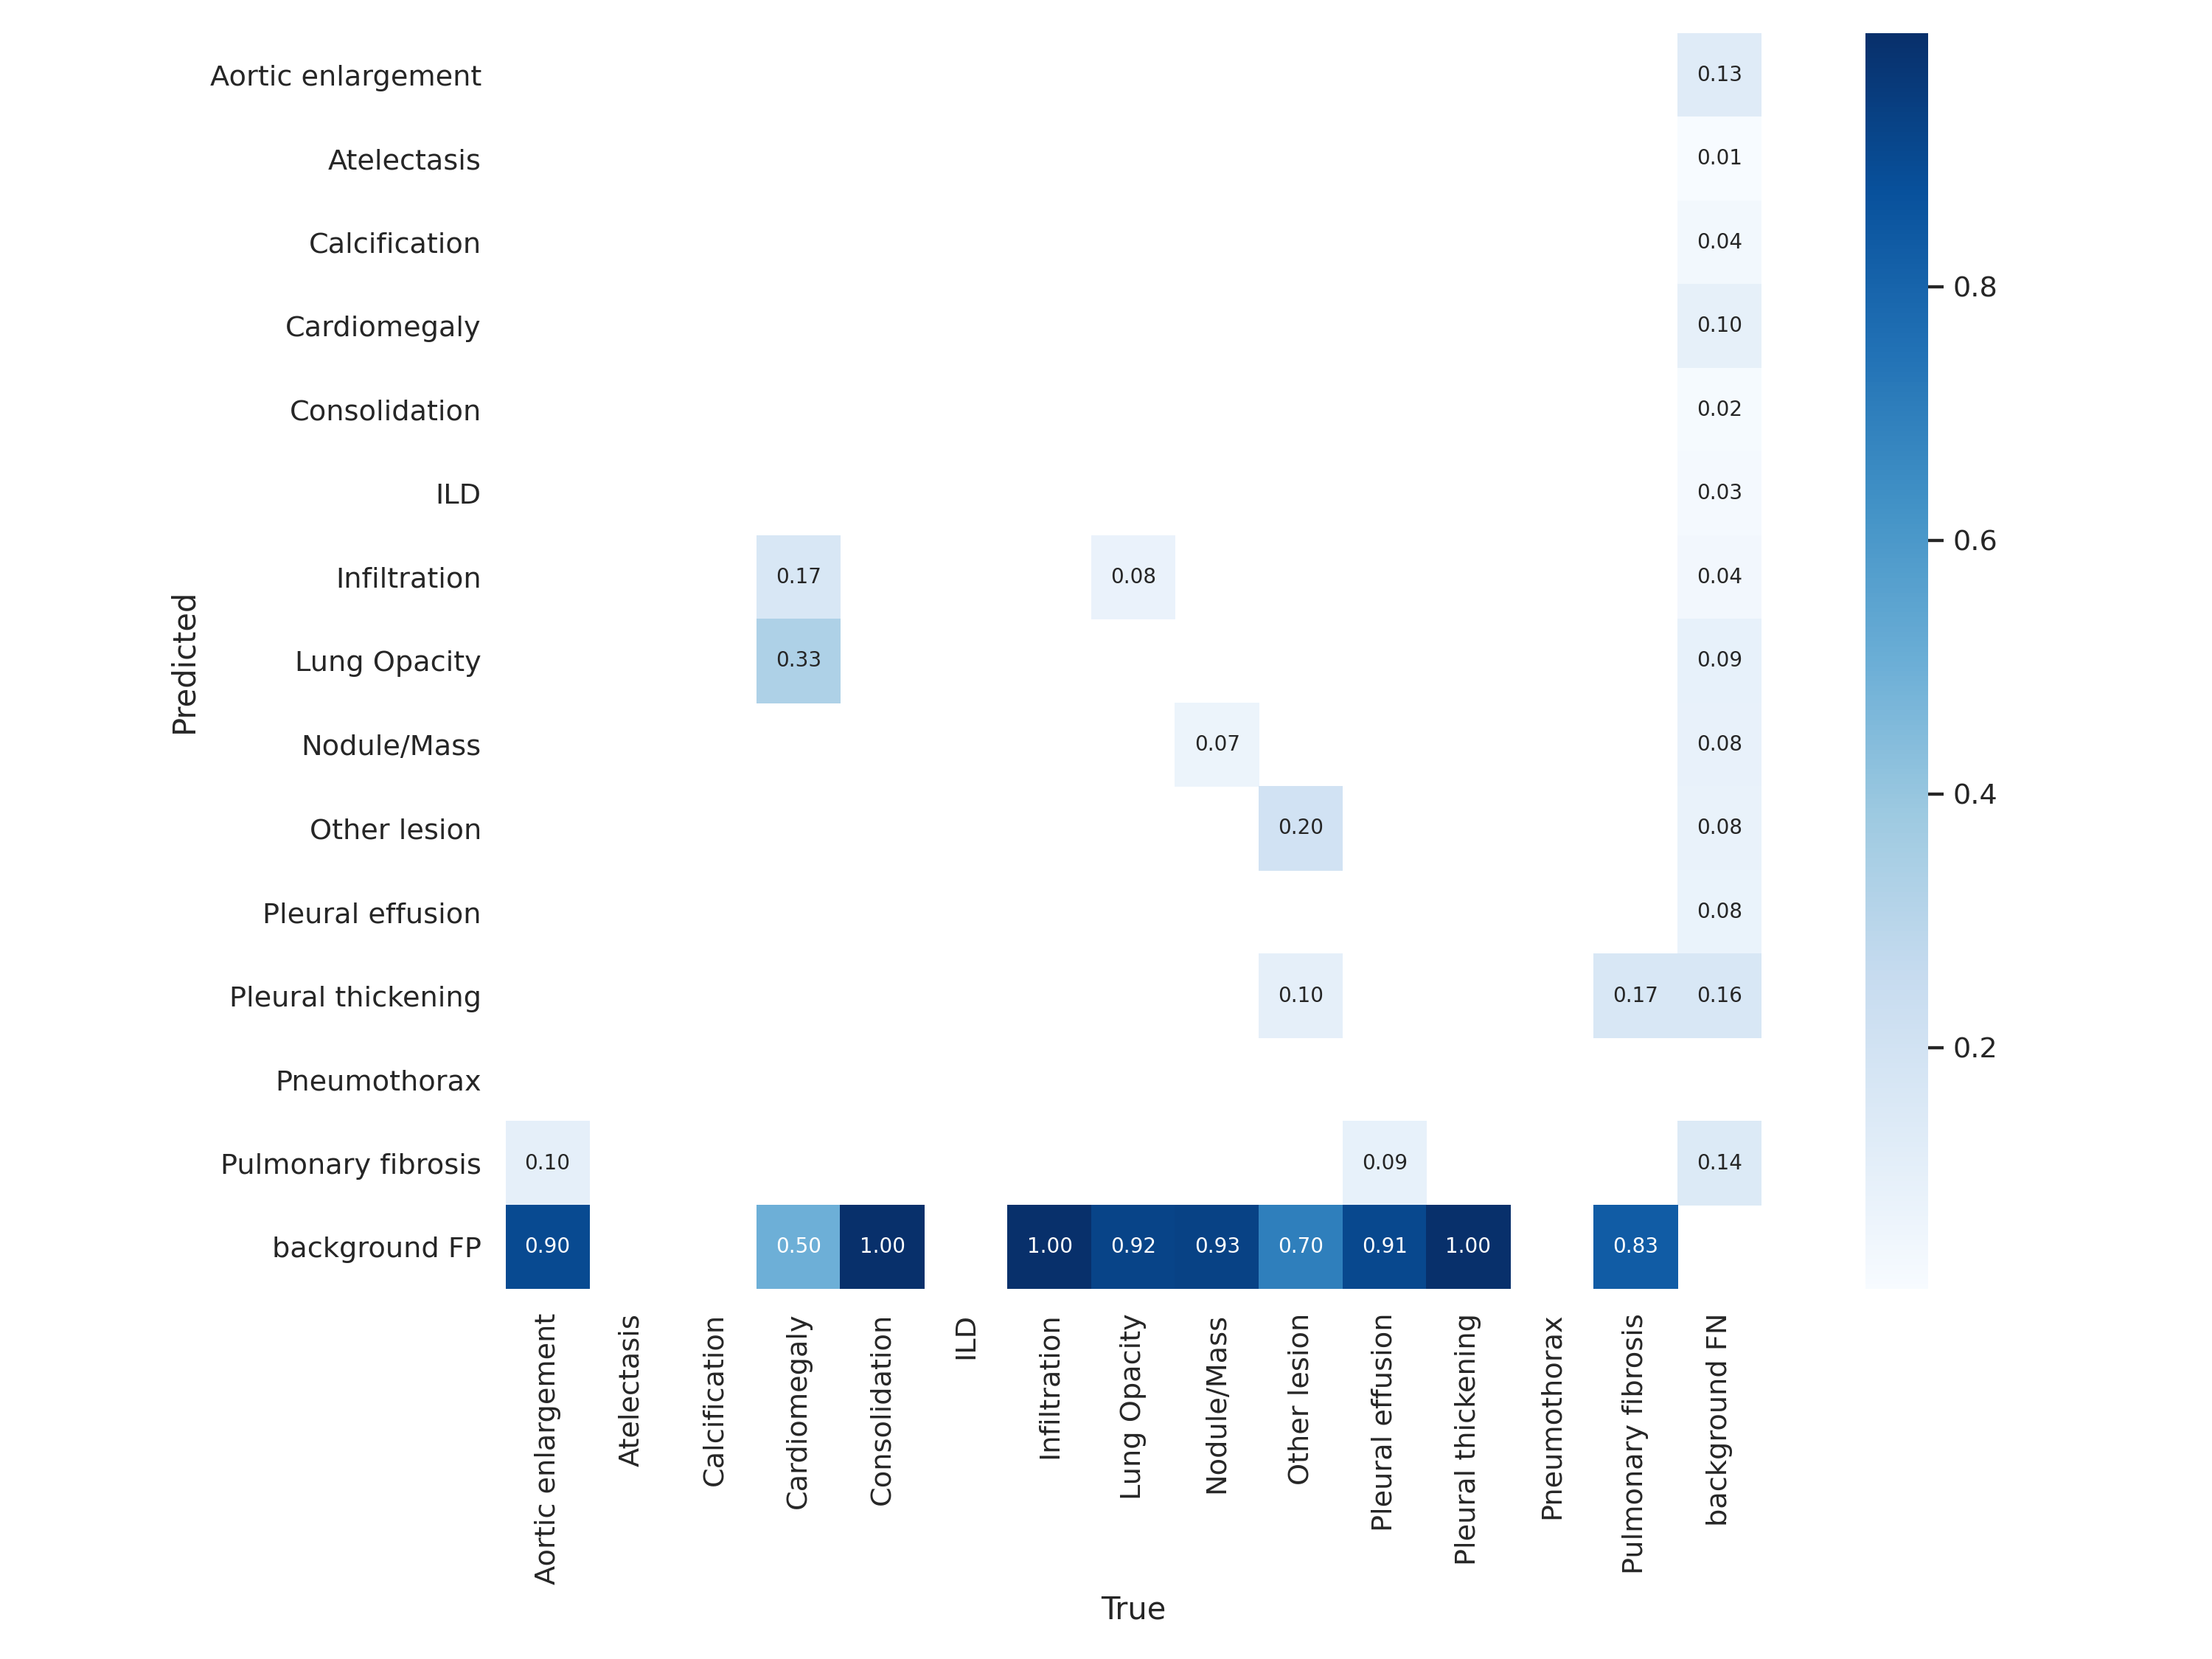 Aortic enlargement 0.13
Atelectasis 0.01
Calcification 0.04
0.8
Cardiomegaly 0.10
Consolidation 0.02
ILD 0.03
0.6
Infiltration 0.17 0.08 0.04
Predicted
Lung Opacity 0.33 0.09
Nodule/Mass 0.07 0.08
0.4
Other lesion 0.20 0.08
Pleural effusion 0.08
Pleural thickening 0.10 0.17 0.16
0.2
Pneumothorax
Pulmonary fibrosis 0.10 0.09 0.14
background FP 0.90 0.50 1.00 1.00 0.92 0.93 0.70 0.91 1.00 0.83
Aortic enlargement
Atelectasis
Calcification
Cardiomegaly
Consolidation
ILD
Infiltration
Lung Opacity
Nodule/Mass
Other lesion
Pleural effusion
Pleural thickening
Pneumothorax
Pulmonary fibrosis
background FN
True